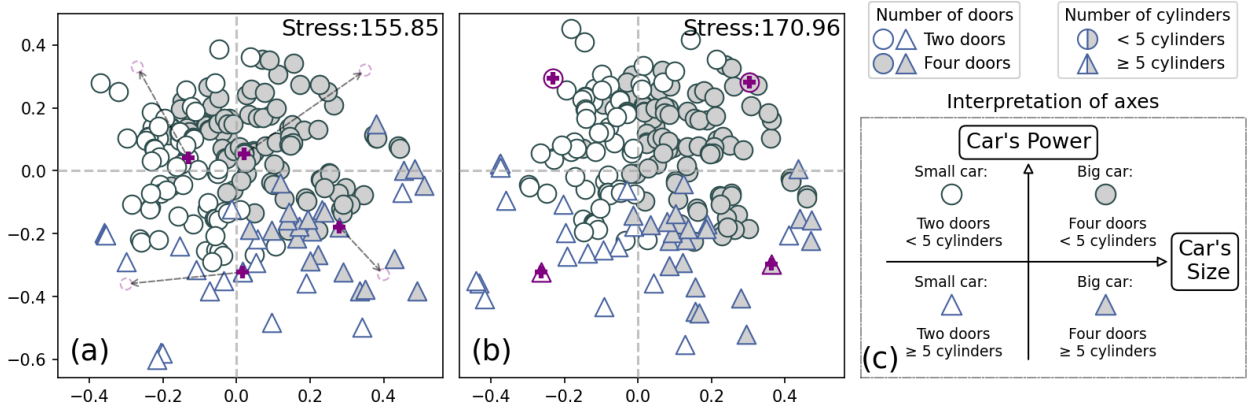 Stress:155.85
0.4
0.2
0.0
−0.2
−0.4
−0.6
(a)
−0.4 −0.2 0.0 0.2 0.4
Stress:170.96
(b)
−0.4 −0.2 0.0 0.2 0.4
Number of doors
Two doors
Four doors
Number of cylinders
< 5 cylinders
≥ 5 cylinders
Interpretation of axes
Car's Power
Small car:
Two doors
< 5 cylinders
Big car:
Four doors
< 5 cylinders
Car's
Size
Small car:
Two doors
≥ 5 cylinders
Big car:
Four doors
≥ 5 cylinders
(c)